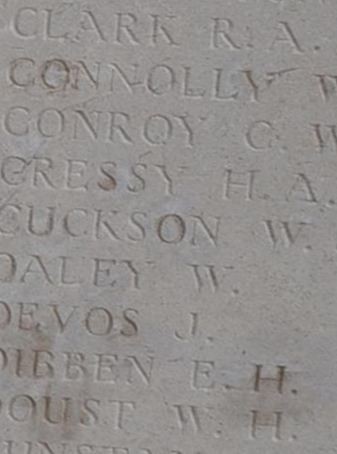 CLARK R. A.
CONNOLLY W
CONROY C. W
CRESSY H. A.
CUCKSON W.
DALEY W.
DEVOS J.
DIBBEN E. H.
DOUST W. H.